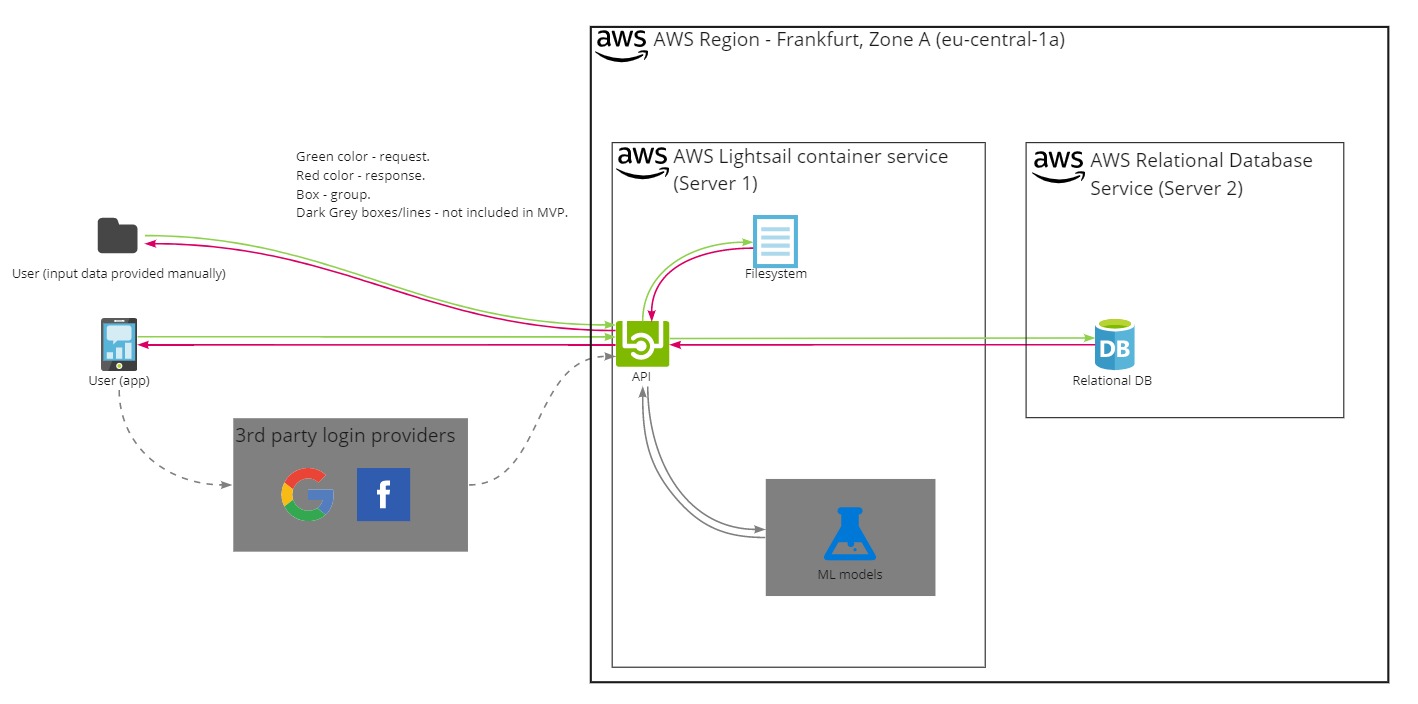 aws AWS Region - Frankfurt, Zone A (eu-central-1a)
Green color - request.
Red color - response.
Box - group.
Dark Grey boxes/lines - not included in MVP.
aws AWS Lightsail container service
(Server 1)
aws AWS Relational Database
Service (Server 2)
User (input data provided manually)
Filesystem
User (app)
API
DB
Relational DB
3rd party login providers
G f
ML models